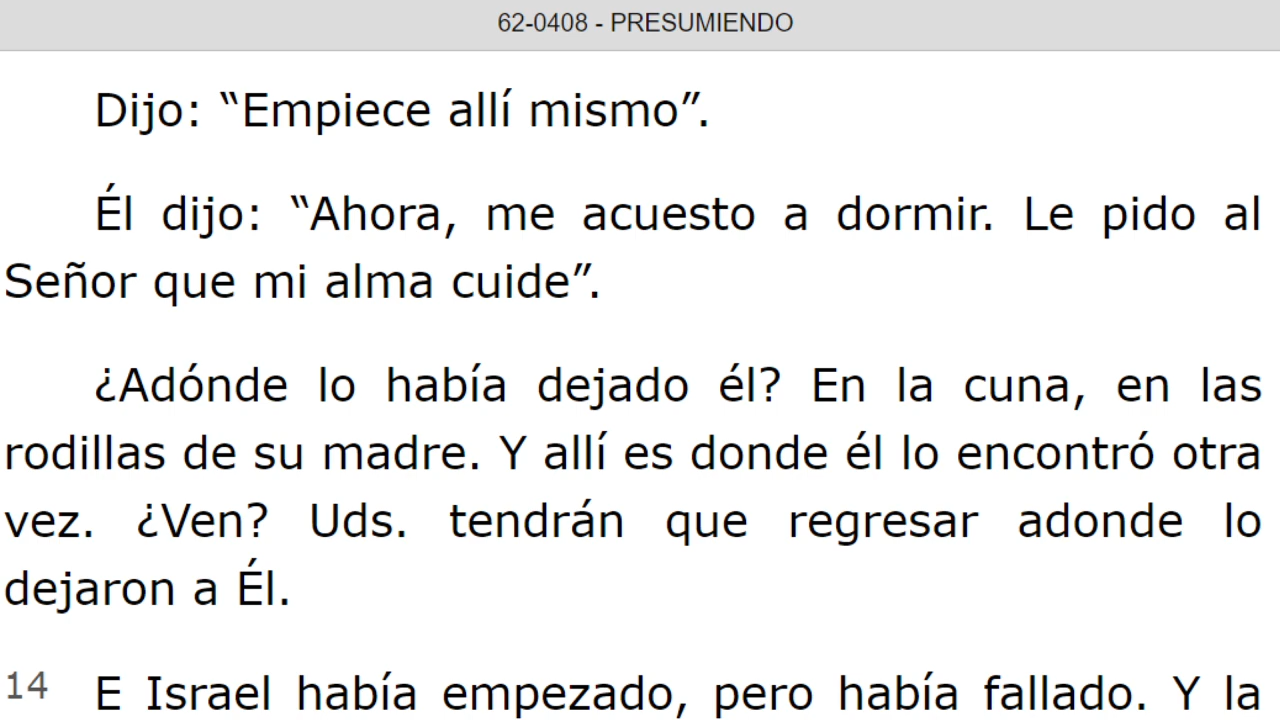 62-0408 - PRESUMIENDO
Dijo: “Empiece allí mismo”.
Él dijo: “Ahora, me acuesto a dormir. Le pido al
Señor que mi alma cuide”.
¿Adónde lo había dejado él? En la cuna, en las
rodillas de su madre. Y allí es donde él lo encontró otra
vez. ¿Ven? Uds. tendrán que regresar adonde lo
dejaron a Él.
14 E Israel había empezado, pero había fallado. Y la